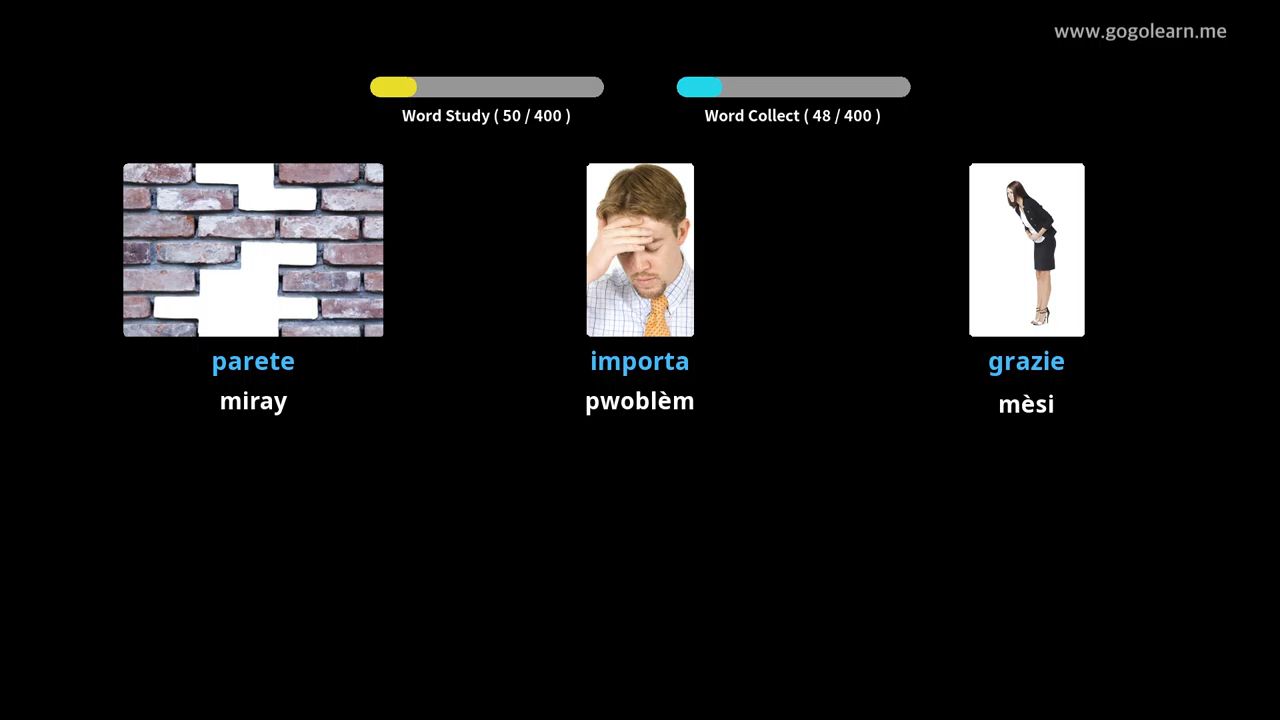 www.gogolearn.me
Word Study ( 50 / 400 )
Word Collect ( 48 / 400 )
parete
importa
grazie
miray
pwoblèm
mèsi